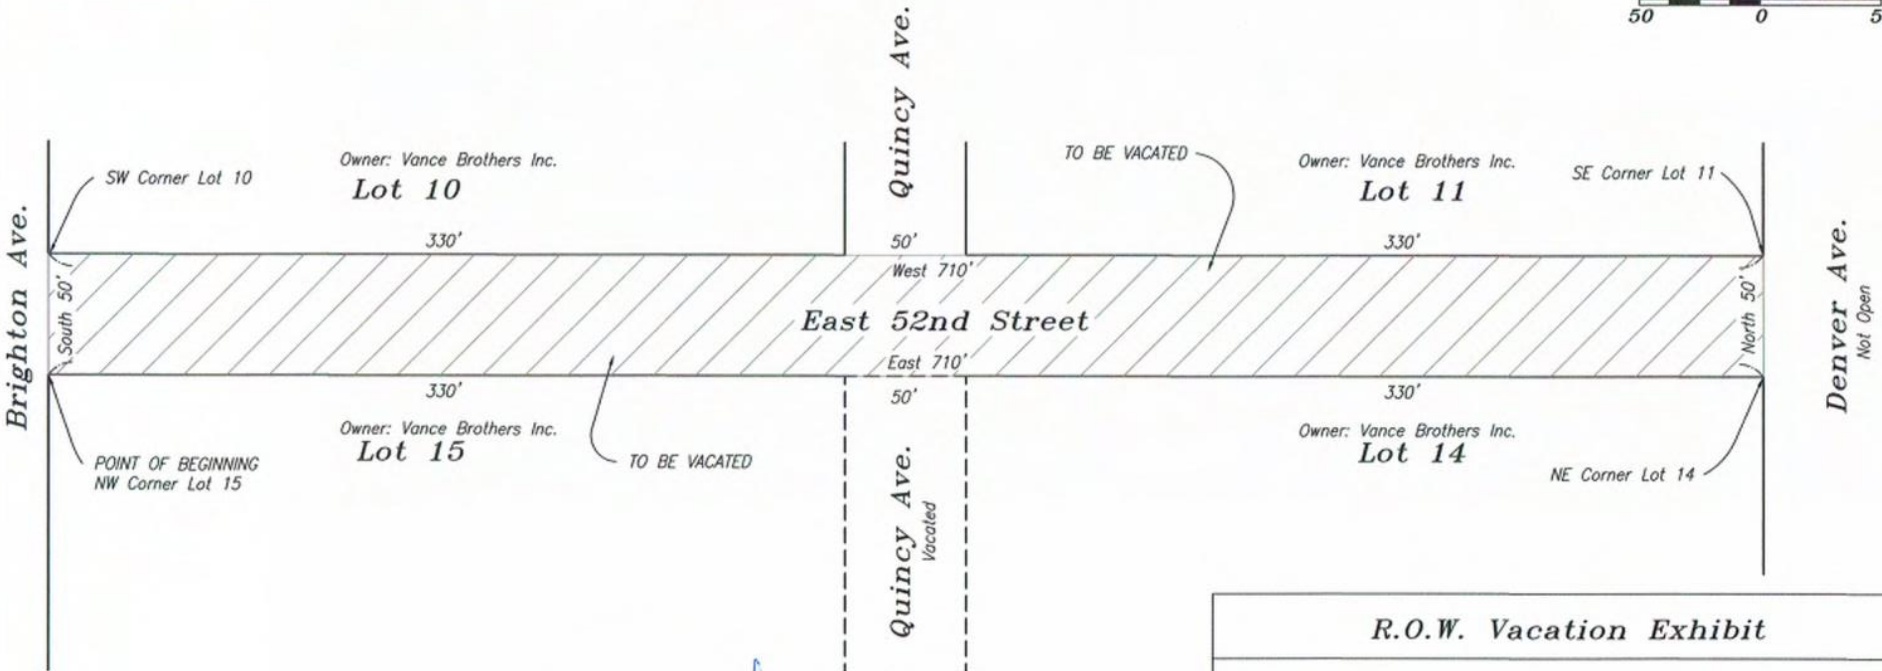 50 0 5
Quincy Ave.
Owner: Vance Brothers Inc.
Lot 10
SW Corner Lot 10
TO BE VACATED
Owner: Vance Brothers Inc.
Lot 11
SE Corner Lot 11
Brighton Ave.
330'
50'
330'
West 710'
South 50'
East 52nd Street
North 50'
Denver Ave.
Not Open
East 710'
330'
50'
330'
Owner: Vance Brothers Inc.
Lot 15
POINT OF BEGINNING
NW Corner Lot 15
TO BE VACATED
Quincy Ave.
Vacated
Owner: Vance Brothers Inc.
Lot 14
NE Corner Lot 14
R.O.W. Vacation Exhibit